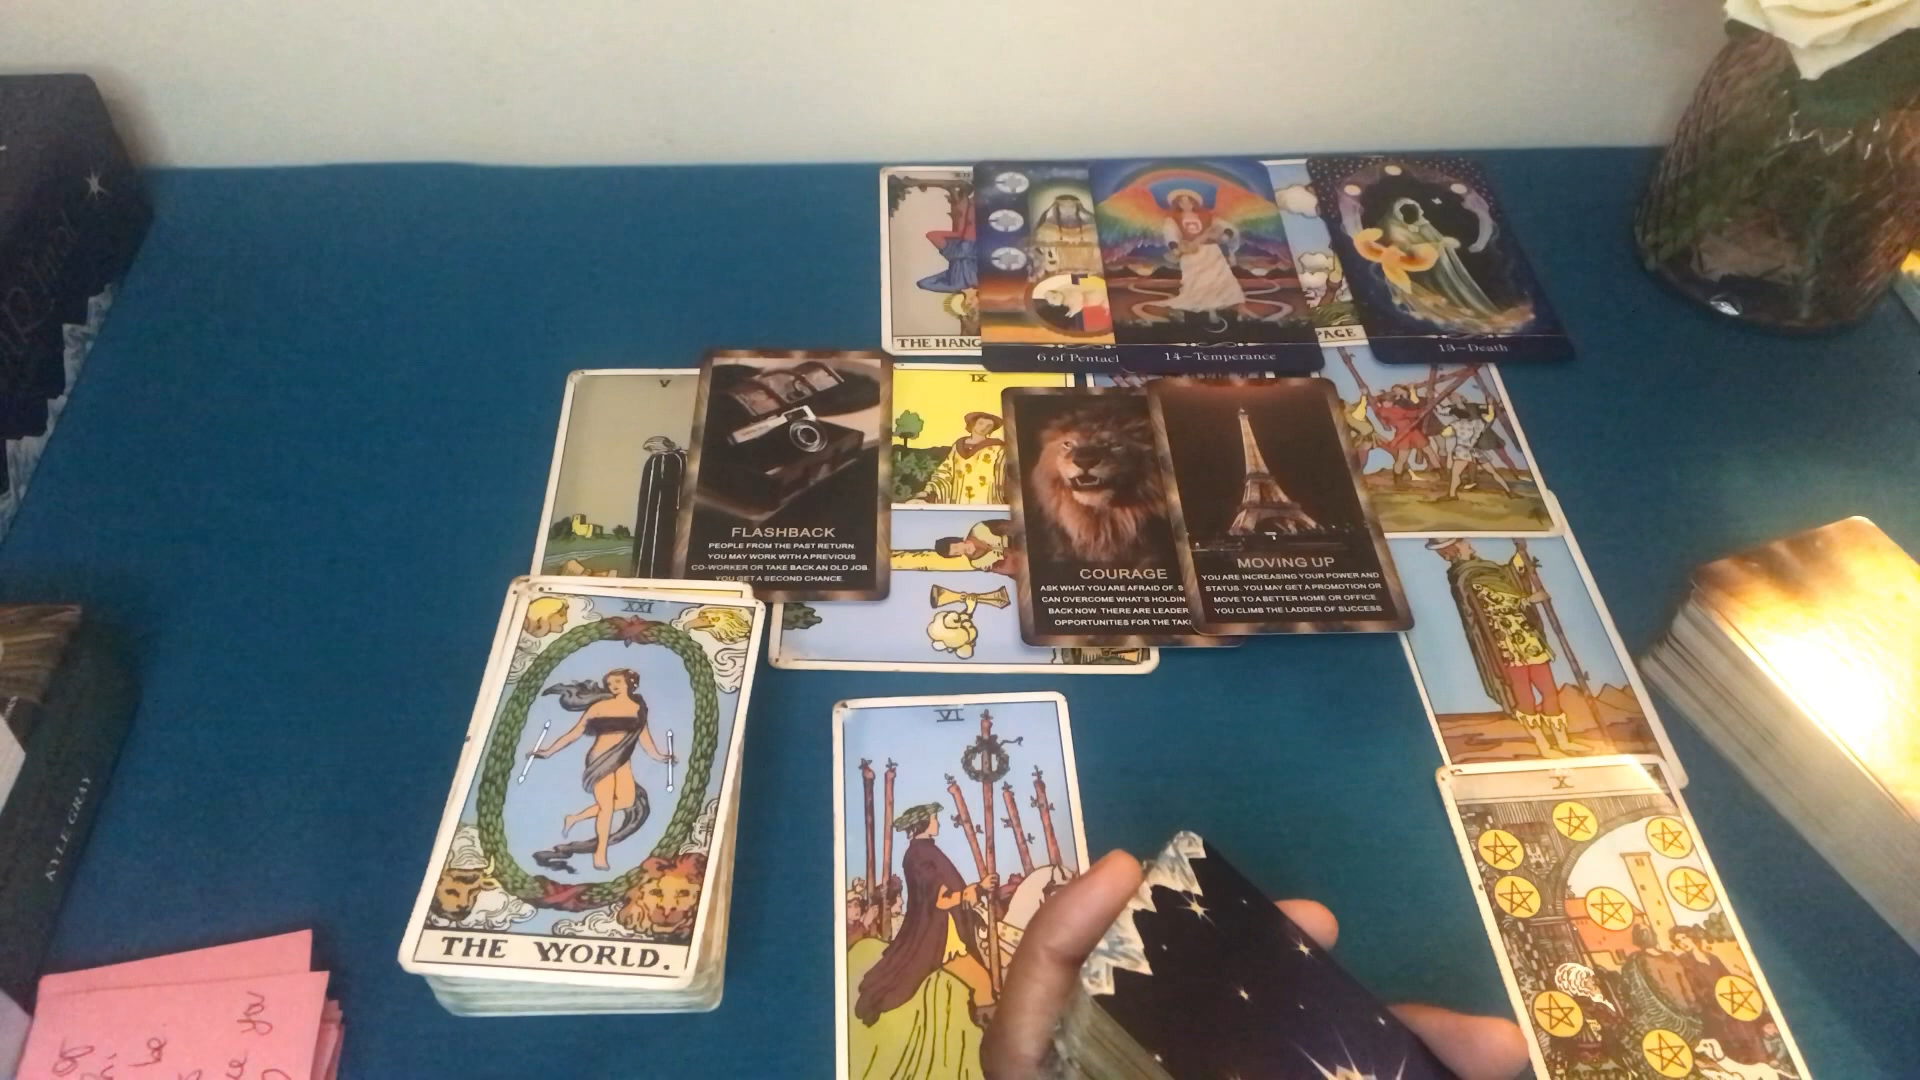 XII
THE HANG
6 of Pentacl
14~Temperance
PAGE
13~Death
V
FLASHBACK
PEOPLE FROM THE PAST RETURN.
YOU MAY WORK WITH A PREVIOUS
CO-WORKER OR TAKE BACK AN OLD JOB.
YOU GET A SECOND CHANCE.
IX
COURAGE
ASK WHAT YOU ARE AFRAID OF.
CAN OVERCOME WHAT'S HOLDIN
BACK NOW. THERE ARE LEADER
OPPORTUNITIES FOR THE TAKI
MOVING UP
YOU ARE INCREASING YOUR POWER AND
STATUS. YOU MAY GET A PROMOTION OR
MOVE TO A BETTER HOME OR OFFICE.
YOU CLIMB THE LADDER OF SUCCESS.
XXI
THE WORLD.
VI
X
KYLE GRAY
be
you